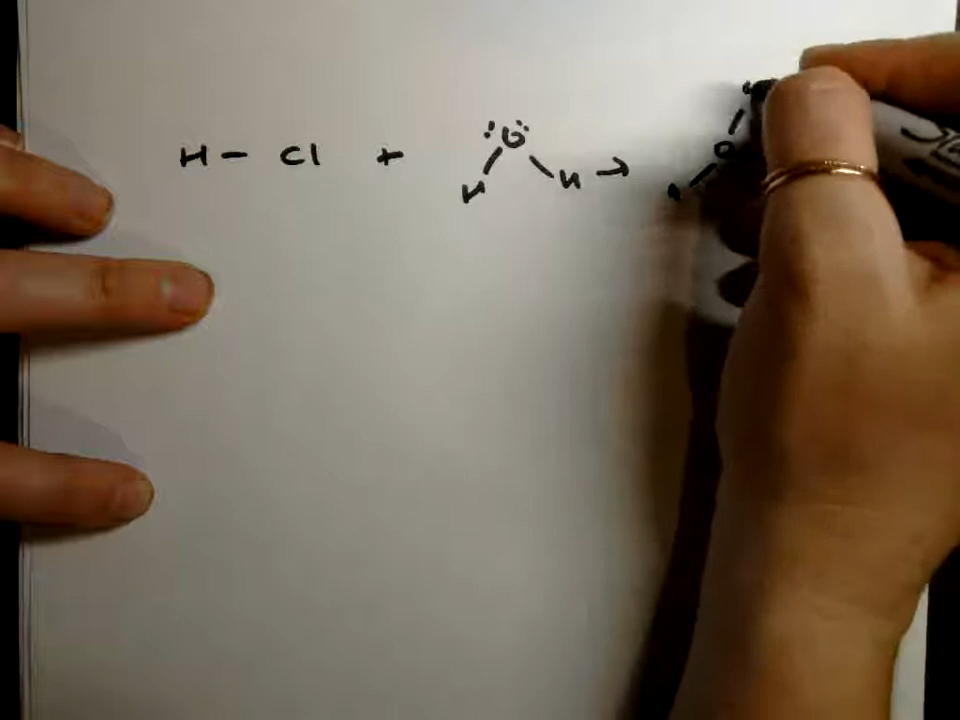 H - Cl + H O H → H O